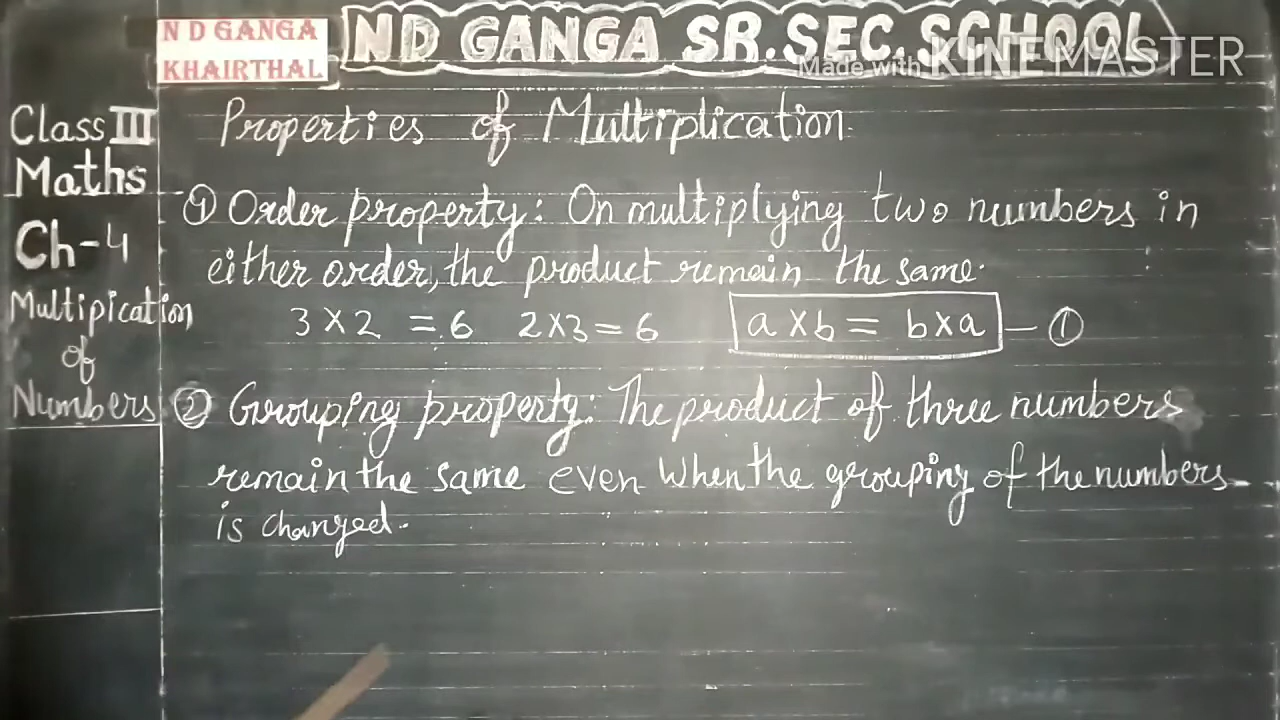 N D GANGA
KHAIRTHAL
ND GANGA SR.SEC.SCHOOL
Made with KINEMASTER
Class III
Maths
Ch-4
Multipication
of
Numbers
Properties of Multiplication
① Order property: On multiplying two numbers in
either order, the product remain the same.
3 × 2 = 6 2×3 = 6 a × b = b × a — ①
② Grouping property: The product of three numbers
remain the same even when the grouping of the numbers
is changed.